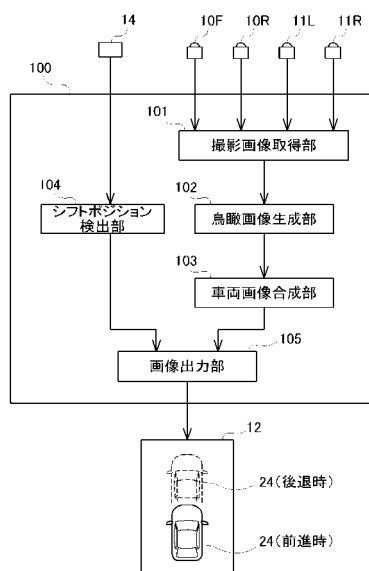 14
10F
10R
11L
11R
100
101
撮影画像取得部
104
シフトポジション
検出部
102
鳥瞰画像生成部
103
車両画像合成部
105
画像出力部
12
24(後退時)
24(前進時)